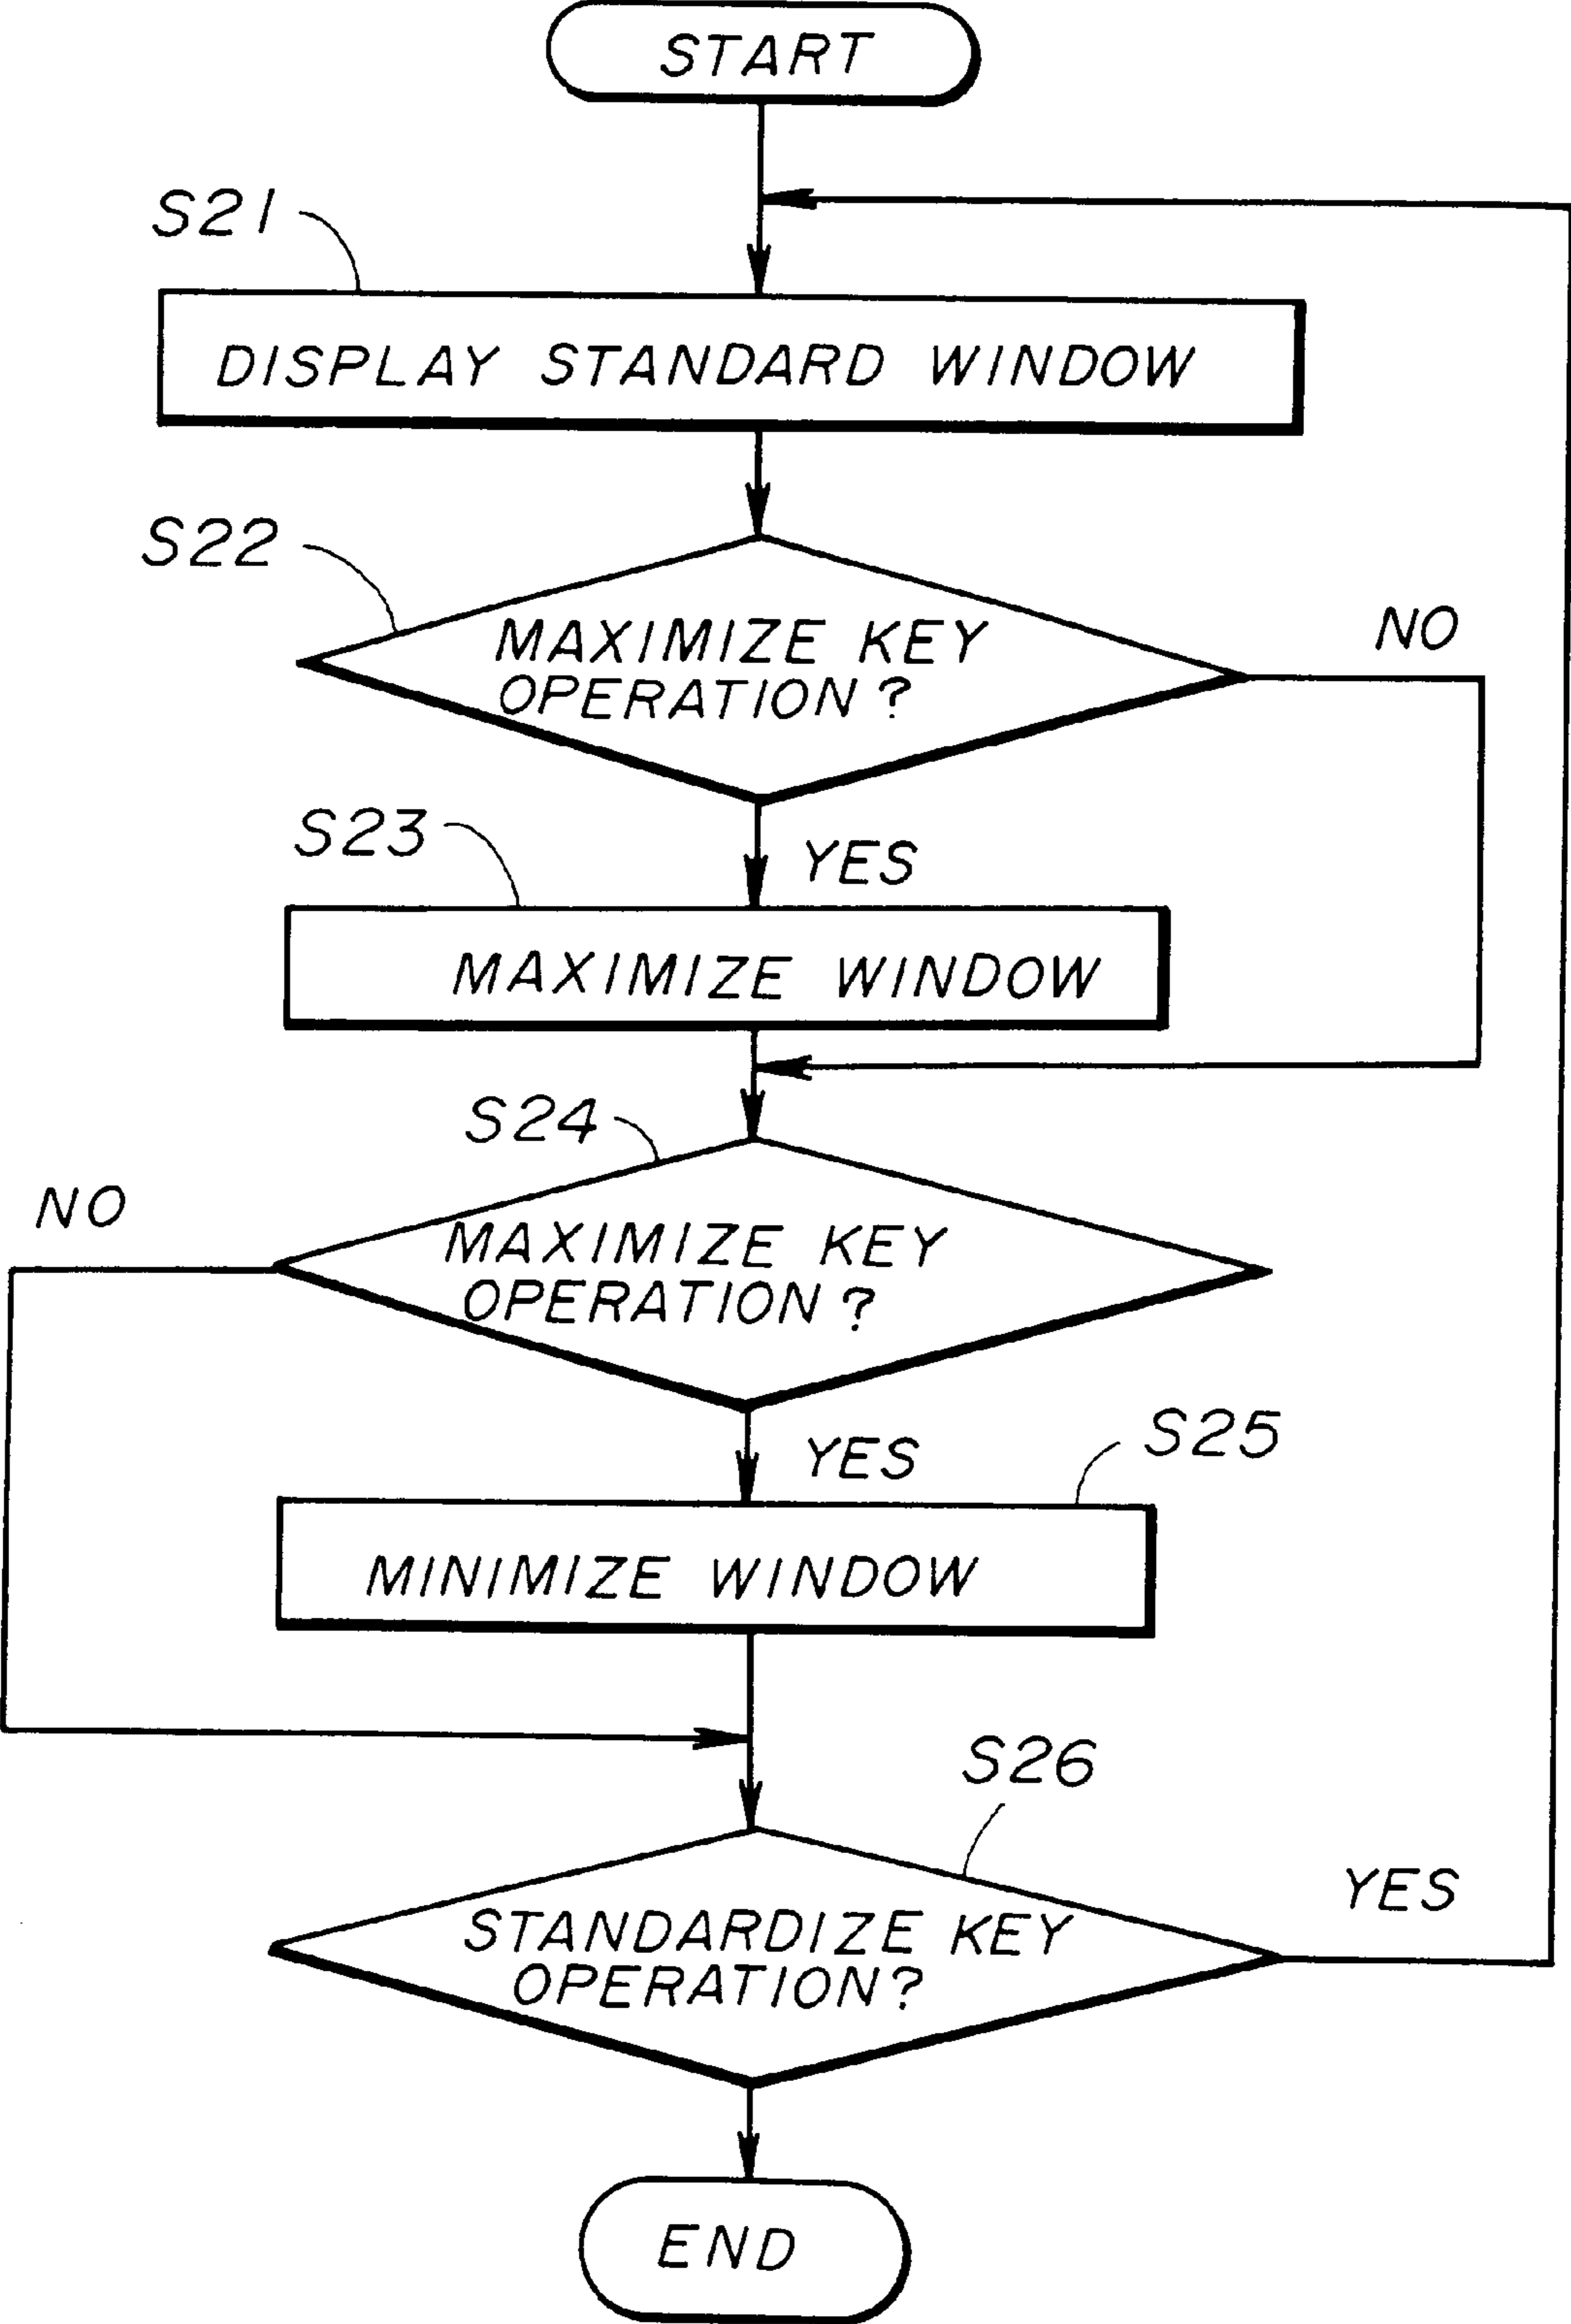 START
S21
DISPLAY STANDARD WINDOW
S22
MAXIMIZE KEY
OPERATION?
NO
S23
YES
MAXIMIZE WINDOW
S24
NO
MAXIMIZE KEY
OPERATION?
YES
S25
MINIMIZE WINDOW
S26
STANDARDIZE KEY
OPERATION?
YES
END